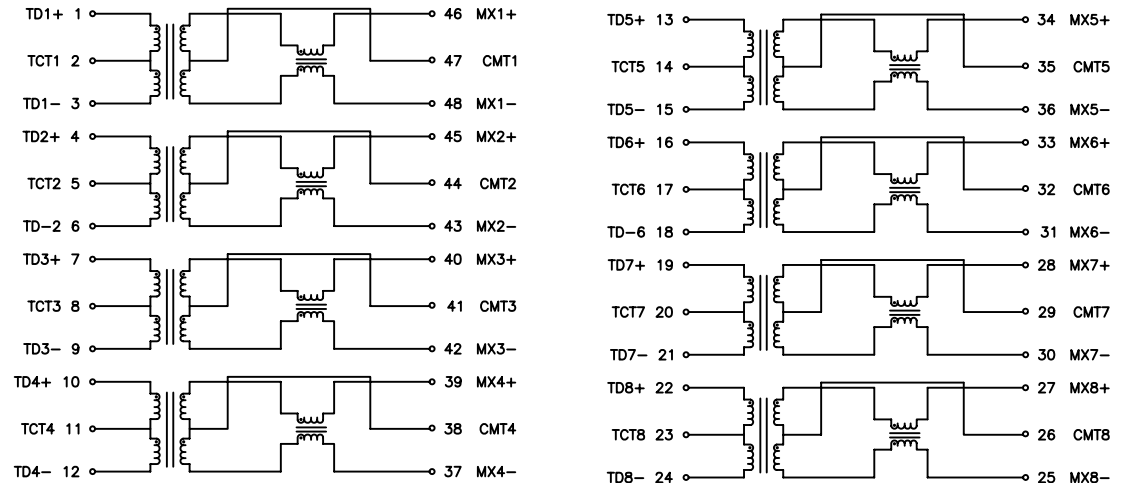 TD1+ 1
46 MX1+
TCT1 2
47 CMT1
TD1- 3
48 MX1-
TD2+ 4
45 MX2+
TCT2 5
44 CMT2
TD-2 6
43 MX2-
TD3+ 7
40 MX3+
TCT3 8
41 CMT3
TD3- 9
42 MX3-
TD4+ 10
39 MX4+
TCT4 11
38 CMT4
TD4- 12
37 MX4-
TD5+ 13
34 MX5+
TCT5 14
35 CMT5
TD5- 15
36 MX5-
TD6+ 16
33 MX6+
TCT6 17
32 CMT6
TD-6 18
31 MX6-
TD7+ 19
28 MX7+
TCT7 20
29 CMT7
TD7- 21
30 MX7-
TD8+ 22
27 MX8+
TCT8 23
26 CMT8
TD8- 24
25 MX8-